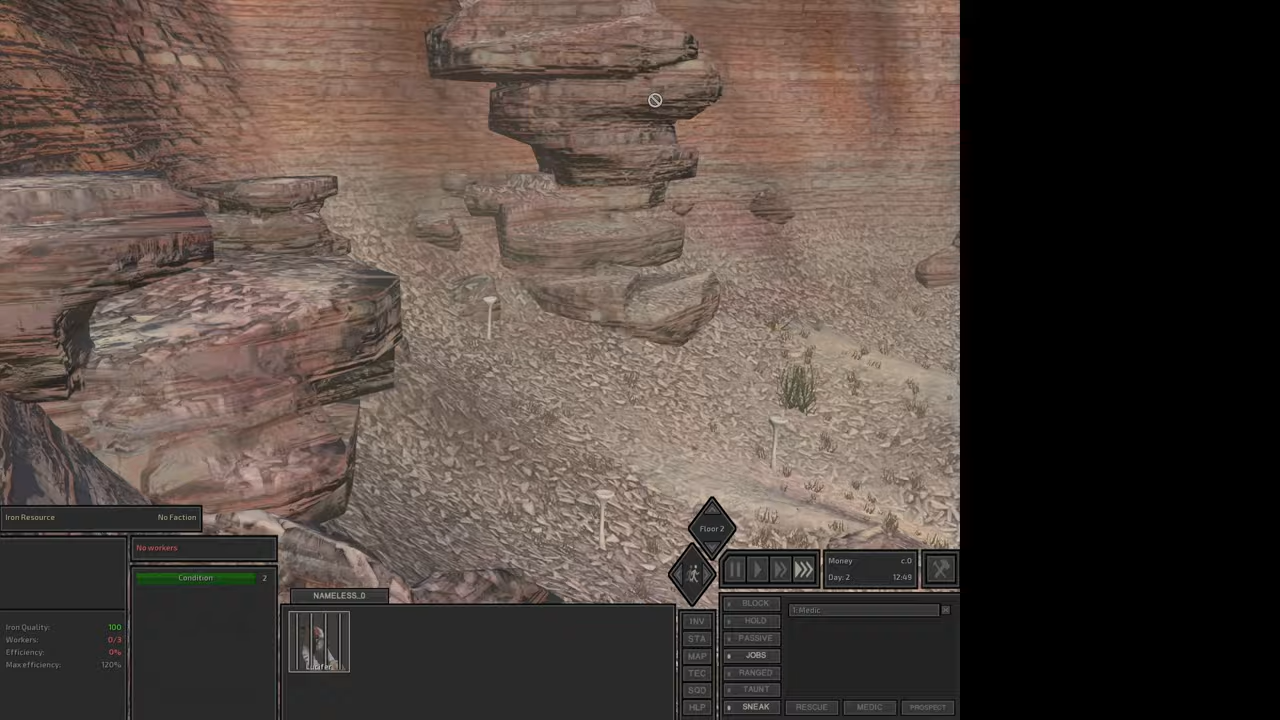 Floor 2
Iron Resource No Faction
No workers
Condition 2
Money c.0
Day: 2 12:49
NAMELESS_0
Lucifer
Iron Quality: 100
Workers: 0/3
Efficiency: 0%
Max efficiency: 120%
INV
STA
MAP
TEC
SQD
HLP
BLOCK
HOLD
PASSIVE
JOBS
RANGED
TAUNT
SNEAK
1: Medic
RESCUE MEDIC PROSPECT